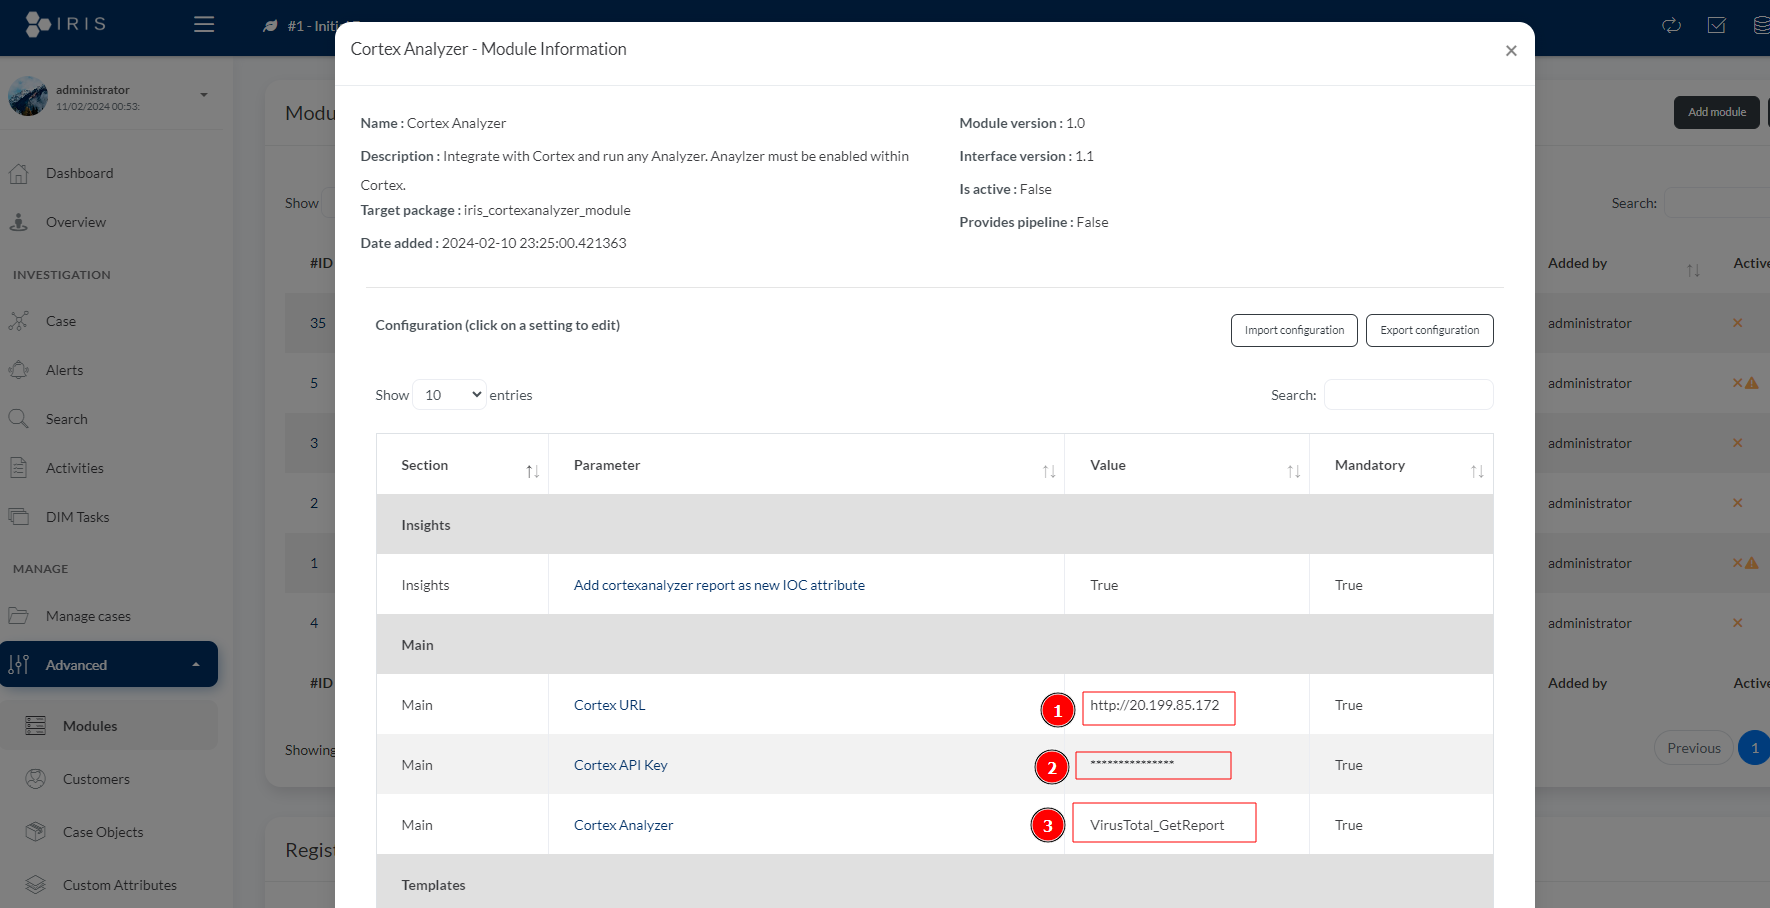 IRIS
#1 - Initi
administrator
11/02/2024 00:53:
Dashboard
Overview
INVESTIGATION
Case
Alerts
Search
Activities
DIM Tasks
MANAGE
Manage cases
Advanced
Modules
Customers
Case Objects
Custom Attributes
Modu
Add module
Show
Search:
#ID
Added by
Active
35
administrator
5
administrator
3
administrator
2
administrator
1
administrator
4
administrator
#ID
Added by
Active
Showing
Previous
1
Regist
Cortex Analyzer - Module Information
×
Name : Cortex Analyzer
Description : Integrate with Cortex and run any Analyzer. Anaylzer must be enabled within
Cortex.
Target package : iris_cortexanalyzer_module
Date added : 2024-02-10 23:25:00.421363
Module version : 1.0
Interface version : 1.1
Is active : False
Provides pipeline : False
Configuration (click on a setting to edit)
Import configuration
Export configuration
Show 10 entries
Search:
Section Parameter Value Mandatory
Insights
Insights Add cortexanalyzer report as new IOC attribute True True
Main
Main Cortex URL 1 http://20.199.85.172 True
Main Cortex API Key 2 *************** True
Main Cortex Analyzer 3 VirusTotal_GetReport True
Templates